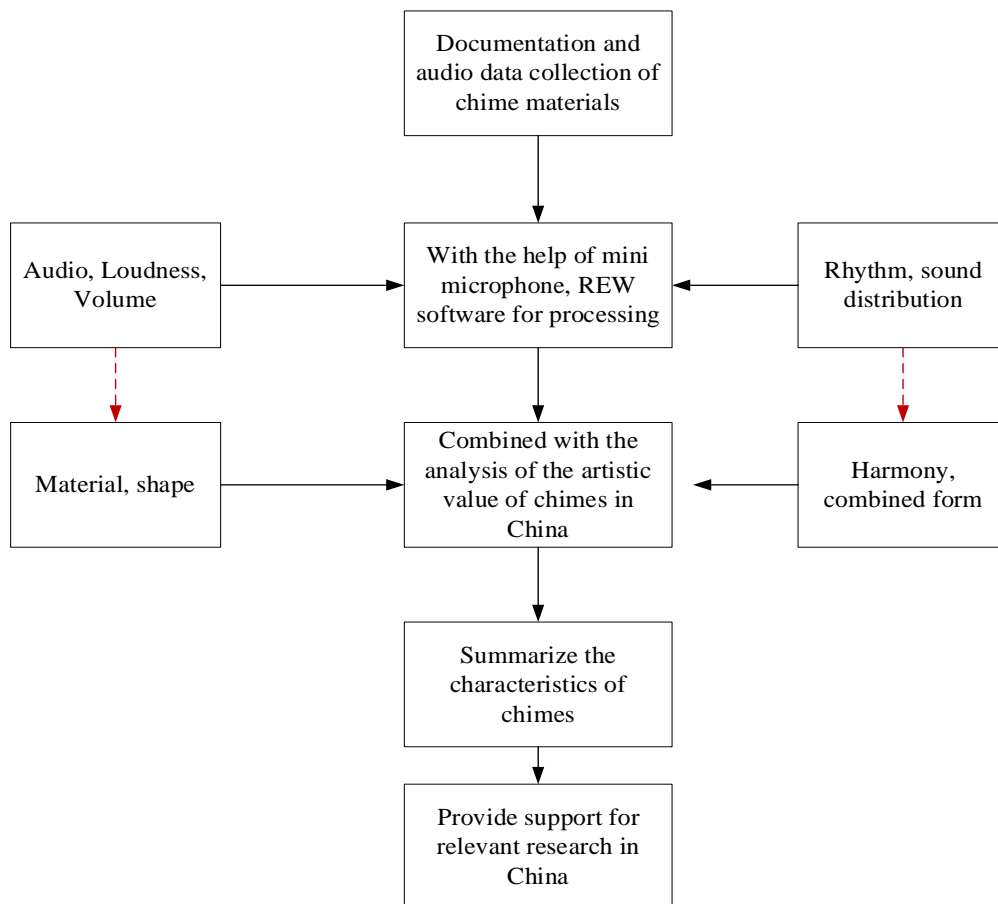 Documentation and
audio data collection of
chime materials
Audio, Loudness,
Volume
With the help of mini
microphone, REW
software for processing
Rhythm, sound
distribution
Material, shape
Combined with the
analysis of the artistic
value of chimes in
China
Harmony,
combined form
Summarize the
characteristics of
chimes
Provide support for
relevant research in
China